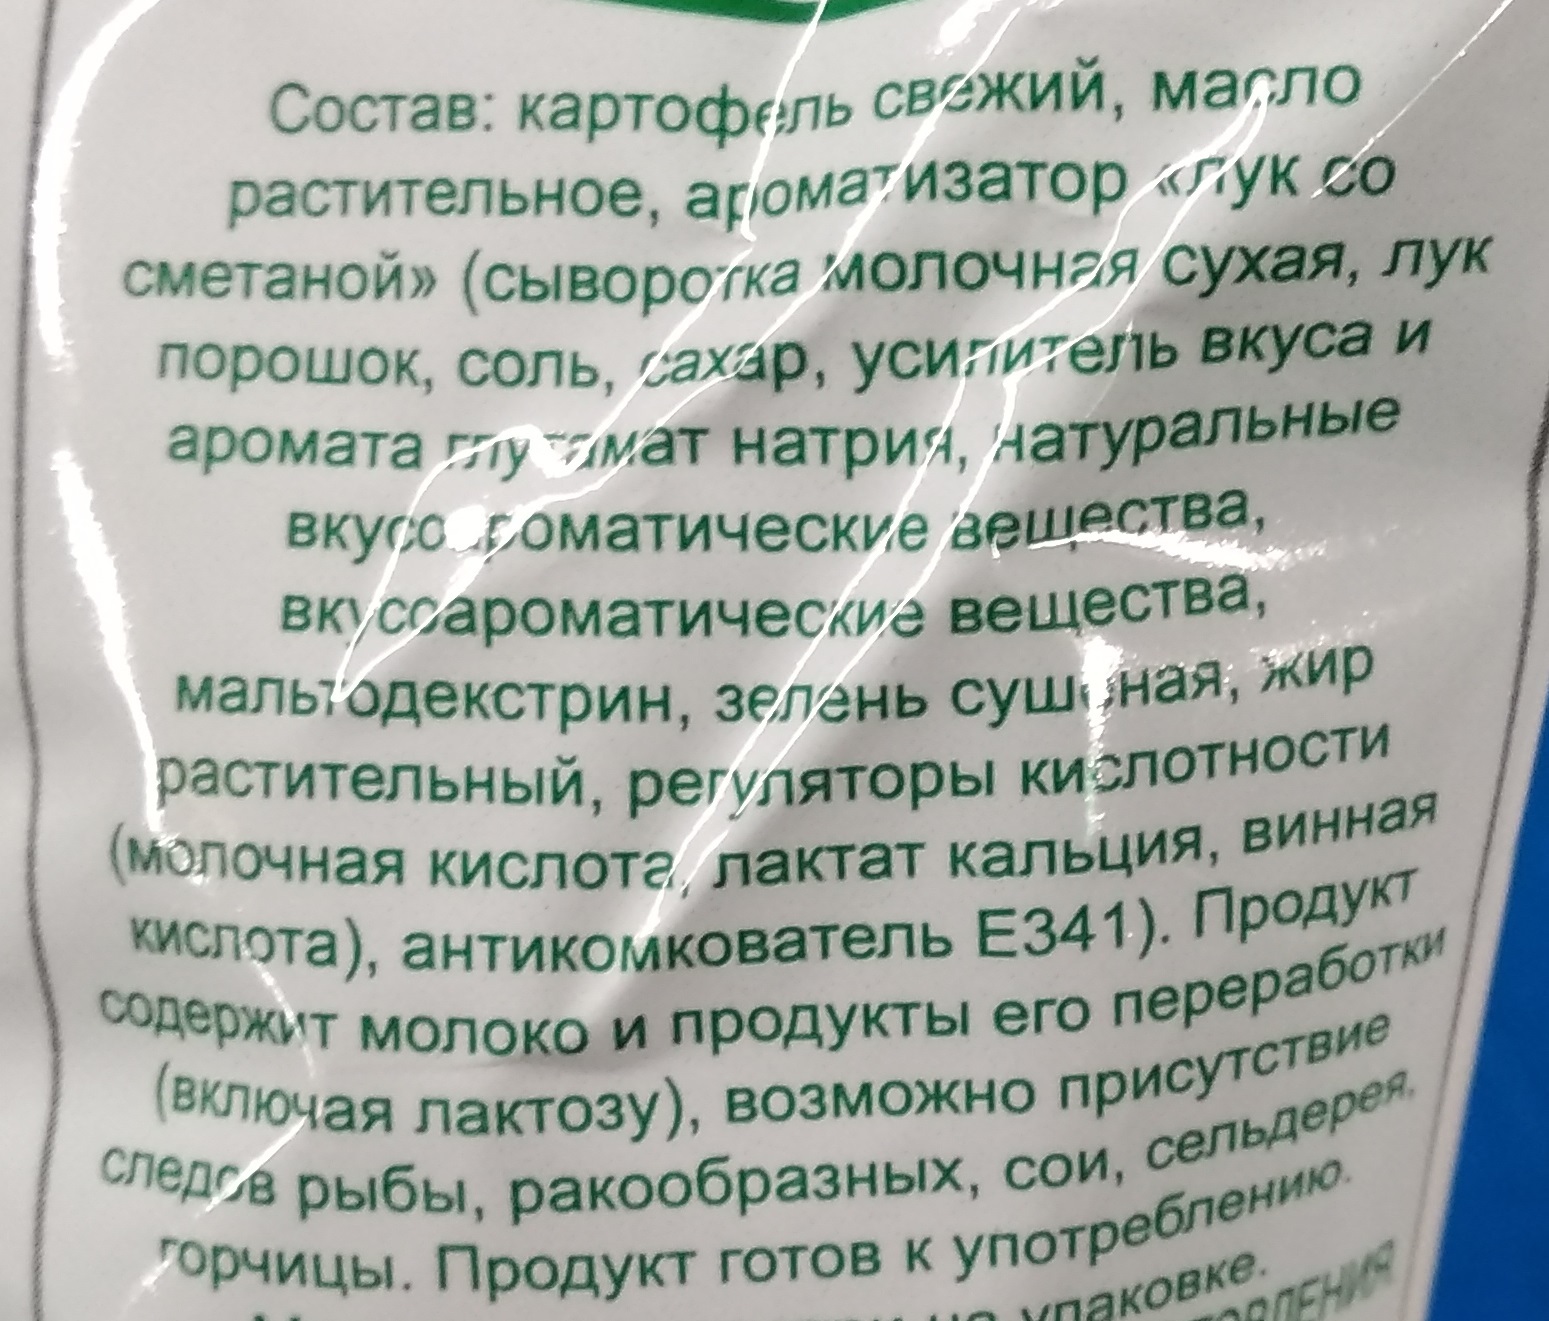 Состав: картофель свежий, масло
растительное, ароматизатор «лук со
сметаной» (сыворотка молочная сухая, лук
порошок, соль, сахар, усилитель вкуса и
аромата глутамат натрия, натуральные
вкусоароматические вещества,
вкусоароматические вещества,
мальтодекстрин, зелень сушеная, жир
растительный, регуляторы кислотности
(молочная кислота, лактат кальция, винная
кислота), антикомкователь Е341). Продукт
содержит молоко и продукты его переработки
(включая лактозу), возможно присутствие
следов рыбы, ракообразных, сои, сельдерея,
горчицы. Продукт готов к употреблению.
упаковке.